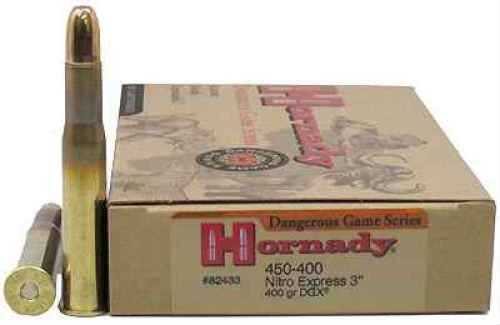 Hornady
Dangerous Game Series
Hornady®
450-400
#82433 Nitro Express 3"
400 gr DGX®